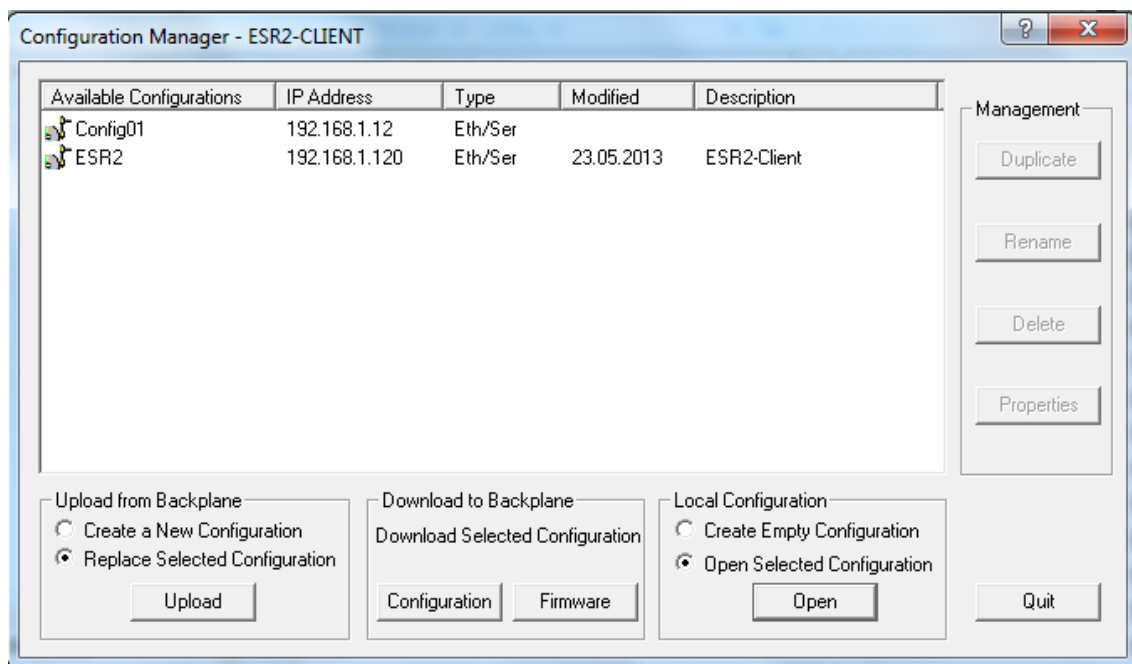 Configuration Manager - ESR2-CLIENT
? X
Available Configurations IP Address Type Modified Description
Config01 192.168.1.12 Eth/Ser
ESR2 192.168.1.120 Eth/Ser 23.05.2013 ESR2-Client
Management
Duplicate
Rename
Delete
Properties
Upload from Backplane
Create a New Configuration
Replace Selected Configuration
Upload
Download to Backplane
Download Selected Configuration
Configuration Firmware
Local Configuration
Create Empty Configuration
Open Selected Configuration
Open
Quit